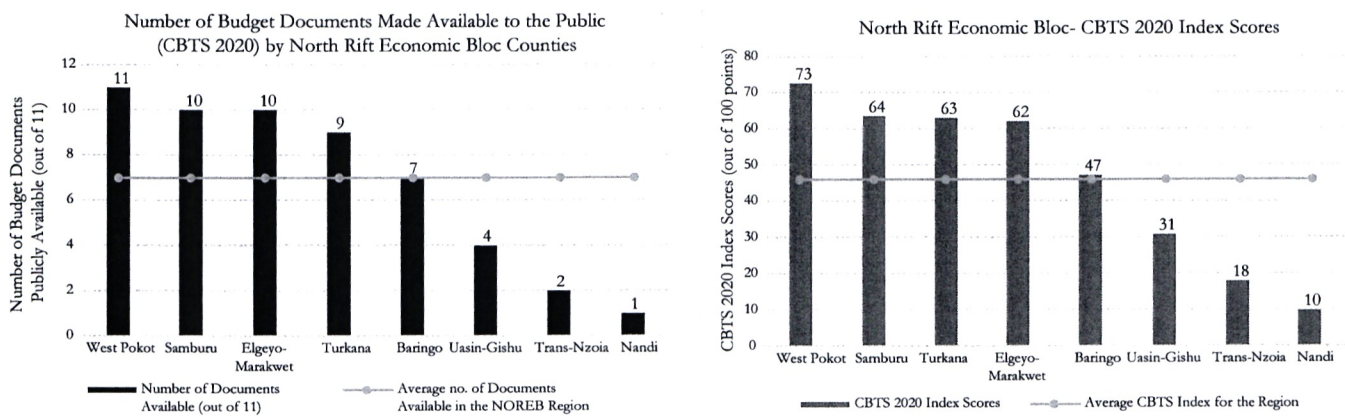 Number of Budget Documents Made Available to the Public
(CBTS 2020) by North Rift Economic Bloc Counties
Number of Budget Documents
Publicly Available (out of 11)
12
10
8
6
4
2
0
11
10
10
9
7
4
2
1
West Pokot
Samburu
Elgeyo-
Marakwet
Turkana
Baringo
Uasin-Gishu
Trans-Nzoia
Nandi
Number of Documents
Available (out of 11)
Average no. of Documents
Available in the NOREB Region
North Rift Economic Bloc- CBTS 2020 Index Scores
CBTS 2020 Index Scores (out of 100 points)
80
70
60
50
40
30
20
10
0
73
64
63
62
47
31
18
10
West Pokot
Samburu
Turkana
Elgeyo-
Marakwet
Baringo
Uasin-Gishu
Trans-Nzoia
Nandi
CBTS 2020 Index Scores
Average CBTS Index for the Region